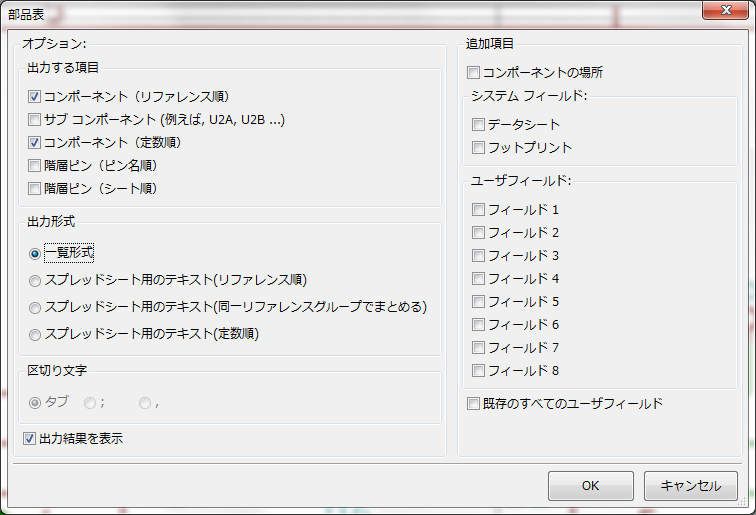 部品表
オプション:
出力する項目
コンポーネント（リファレンス順）
サブ コンポーネント (例えば, U2A, U2B ...)
コンポーネント（定数順）
階層ピン（ピン名順）
階層ピン（シート順）
出力形式
一覧形式
スプレッドシート用のテキスト(リファレンス順)
スプレッドシート用のテキスト(同一リファレンスグループでまとめる)
スプレッドシート用のテキスト(定数順)
区切り文字
タブ ; ,
出力結果を表示
追加項目
コンポーネントの場所
システム フィールド:
データシート
フットプリント
ユーザフィールド:
フィールド 1
フィールド 2
フィールド 3
フィールド 4
フィールド 5
フィールド 6
フィールド 7
フィールド 8
既存のすべてのユーザフィールド
OK キャンセル